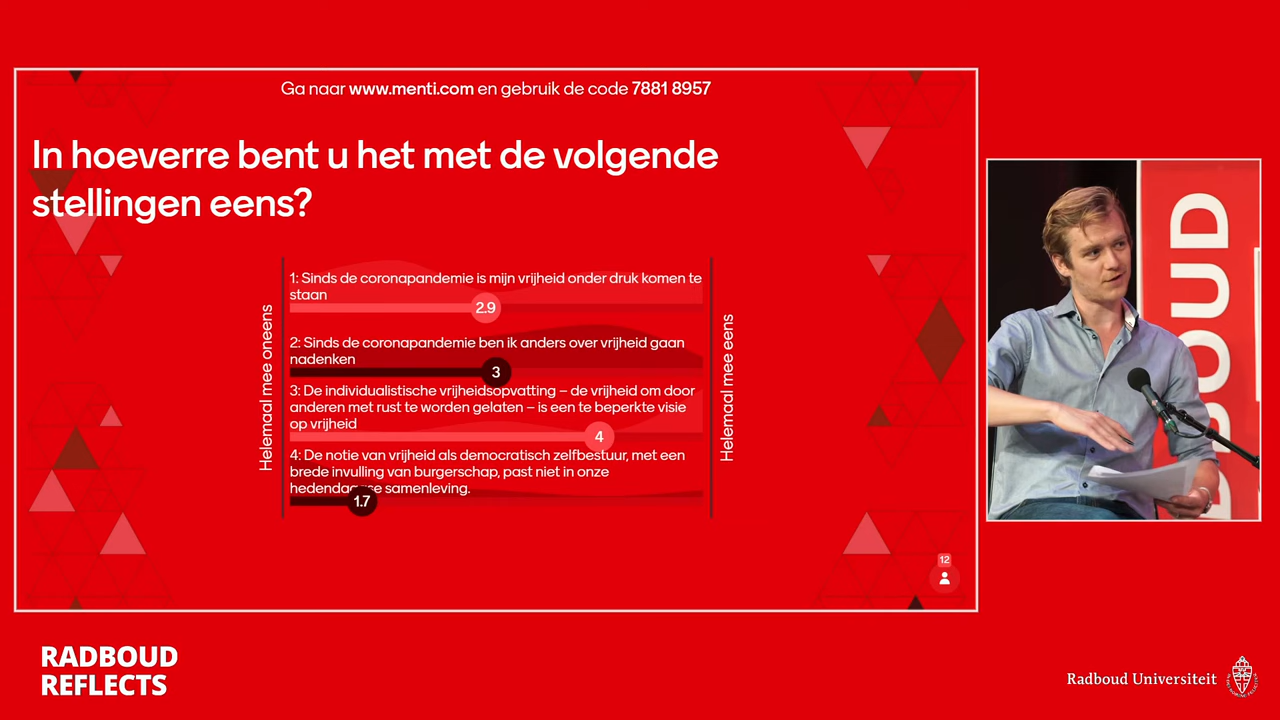 Ga naar www.menti.com en gebruik de code 7881 8957
In hoeverre bent u het met de volgende
stellingen eens?
Helemaal mee oneens
1: Sinds de coronapandemie is mijn vrijheid onder druk komen te
staan
2.9
2: Sinds de coronapandemie ben ik anders over vrijheid gaan
nadenken
3
3: De individualistische vrijheidsopvatting – de vrijheid om door
anderen met rust te worden gelaten – is een te beperkte visie
op vrijheid
4
4: De notie van vrijheid als democratisch zelfbestuur, met een
brede invulling van burgerschap, past niet in onze
hedendaagse samenleving.
1.7
Helemaal mee eens
12
BOUD
RADBOUD
REFLECTS
Radboud Universiteit